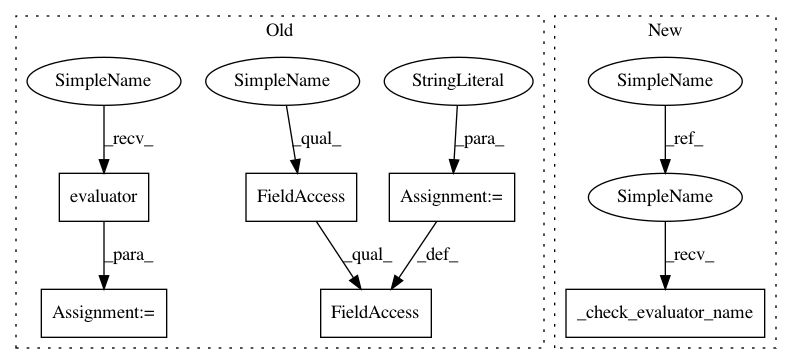 Old
New
SimpleName
SimpleName
StringLiteral
SimpleName
_recv_
_qual_
_para_
_ref_
evaluator
FieldAccess
Assignment:=
SimpleName
_para_
_qual_
_def_
_recv_
Assignment:=
FieldAccess
_check_evaluator_name